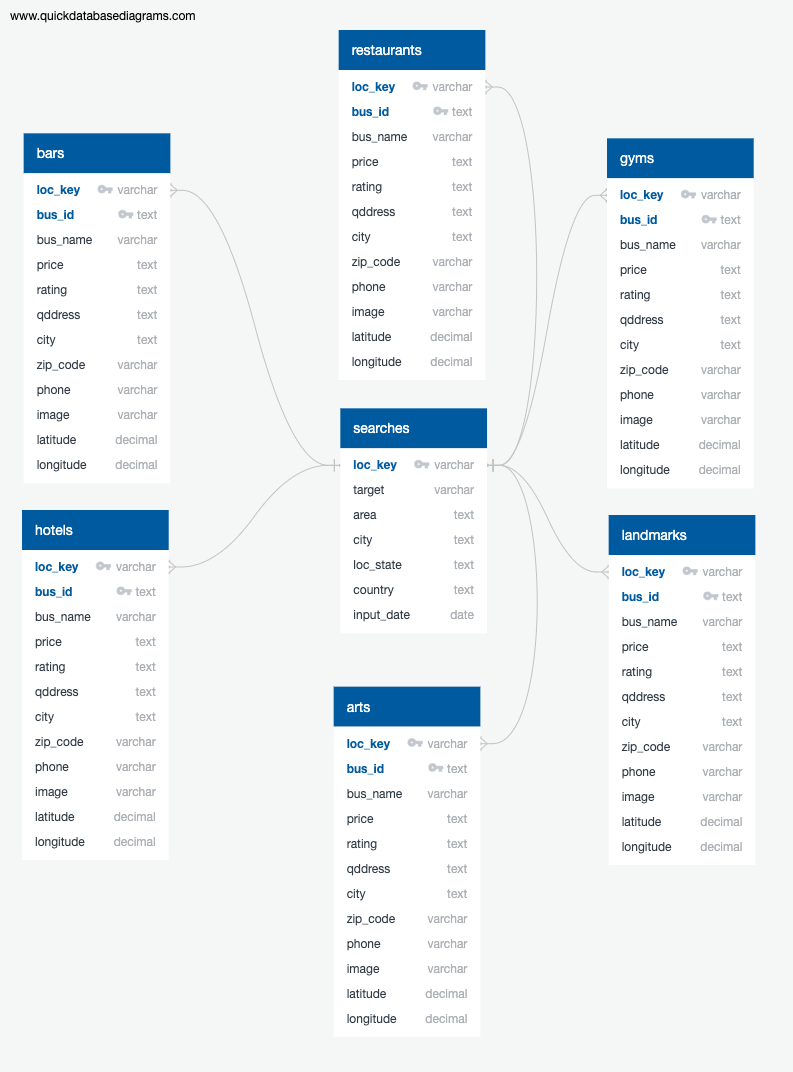 www.quickdatabasediagrams.com
restaurants
loc_key varchar
bus_id text
bus_name varchar
price text
rating text
qddress text
city text
zip_code varchar
phone varchar
image varchar
latitude decimal
longitude decimal
bars
loc_key varchar
bus_id text
bus_name varchar
price text
rating text
qddress text
city text
zip_code varchar
phone varchar
image varchar
latitude decimal
longitude decimal
gyms
loc_key varchar
bus_id text
bus_name varchar
price text
rating text
qddress text
city text
zip_code varchar
phone varchar
image varchar
latitude decimal
longitude decimal
searches
loc_key varchar
target varchar
area text
city text
loc_state text
country text
input_date date
hotels
loc_key varchar
bus_id text
bus_name varchar
price text
rating text
qddress text
city text
zip_code varchar
phone varchar
image varchar
latitude decimal
longitude decimal
landmarks
loc_key varchar
bus_id text
bus_name varchar
price text
rating text
qddress text
city text
zip_code varchar
phone varchar
image varchar
latitude decimal
longitude decimal
arts
loc_key varchar
bus_id text
bus_name varchar
price text
rating text
qddress text
city text
zip_code varchar
phone varchar
image varchar
latitude decimal
longitude decimal